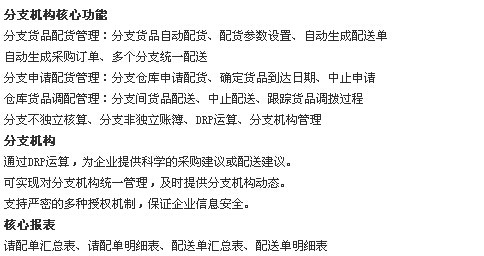 分支机构核心功能
分支货品配货管理：分支货品自动配货、配货参数设置、自动生成配送单
自动生成采购订单、多个分支统一配送
分支申请配货管理：分支仓库申请配货、确定货品到达日期、中止申请
仓库货品调配管理：分支间货品配送、中止配送、跟踪货品调拨过程
分支不独立核算、分支非独立账簿、DRP运算、分支机构管理
分支机构
通过DRP运算，为企业提供科学的采购建议或配送建议。
可实现对分支机构统一管理，及时提供分支机构动态。
支持严密的多种授权机制，保证企业信息安全。
核心报表
请配单汇总表、请配单明细表、配送单汇总表、配送单明细表